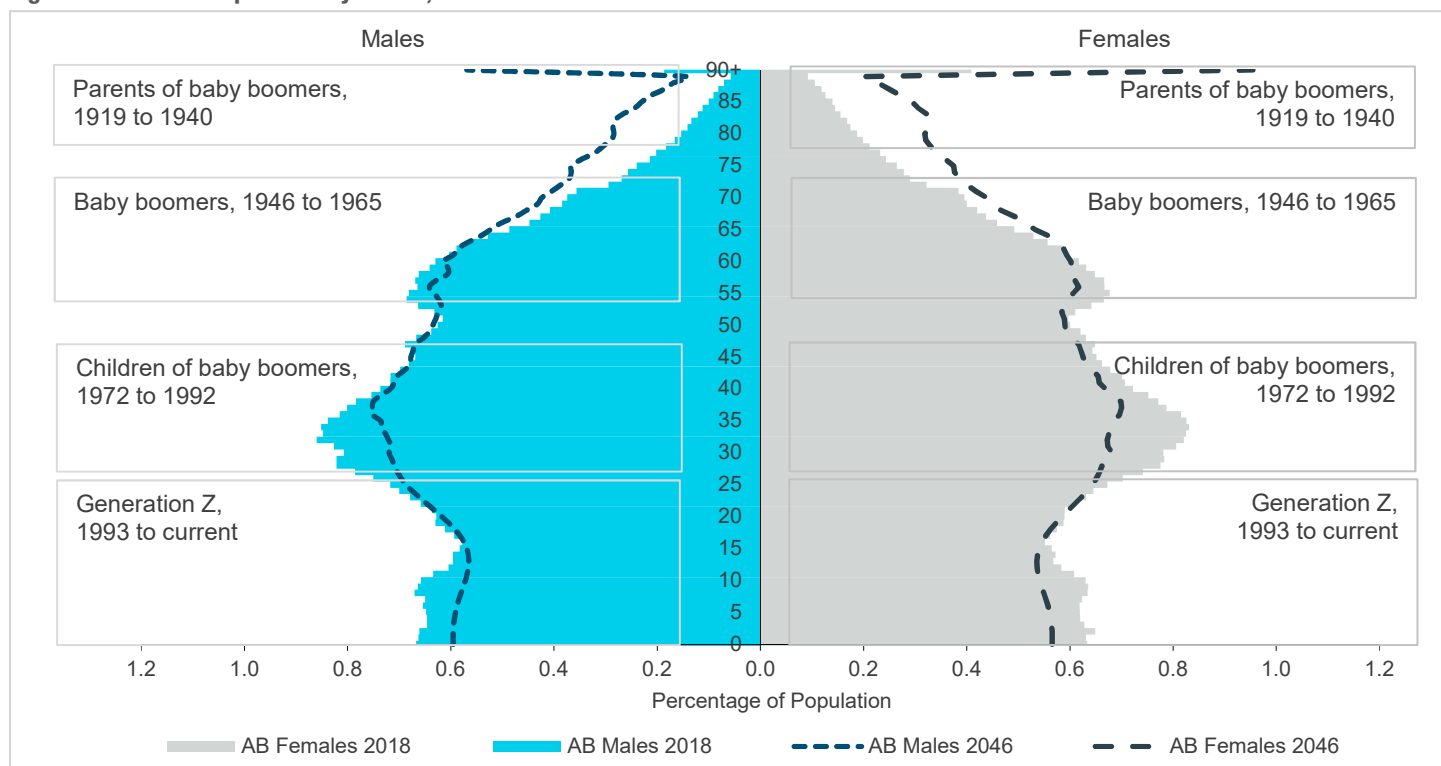 Males Females
Parents of baby boomers,
1919 to 1940
Parents of baby boomers,
1919 to 1940
Baby boomers, 1946 to 1965
Baby boomers, 1946 to 1965
Children of baby boomers,
1972 to 1992
Children of baby boomers,
1972 to 1992
Generation Z,
1993 to current
Generation Z,
1993 to current
90+
85
80
75
70
65
60
55
50
45
40
35
30
25
20
15
10
5
0
1.2 1.0 0.8 0.6 0.4 0.2 0.0 0.2 0.4 0.6 0.8 1.0 1.2
Percentage of Population
AB Females 2018 AB Males 2018 AB Males 2046 AB Females 2046